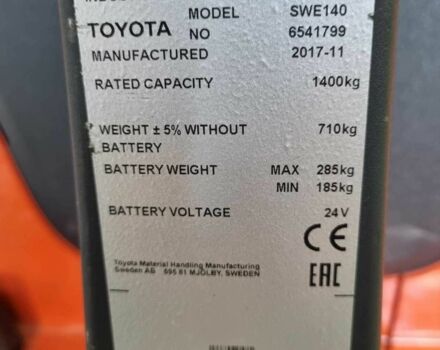 MODEL SWE140
TOYOTA NO 6541799
MANUFACTURED 2017-11
RATED CAPACITY 1400kg
WEIGHT ± 5% WITHOUT 710kg
BATTERY
BATTERY WEIGHT MAX 285kg
MIN 185kg
BATTERY VOLTAGE 24V
CE
Toyota Material Handling Manufacturing
Sweden AB 595 81 MJÖLBY, SWEDEN
EAC